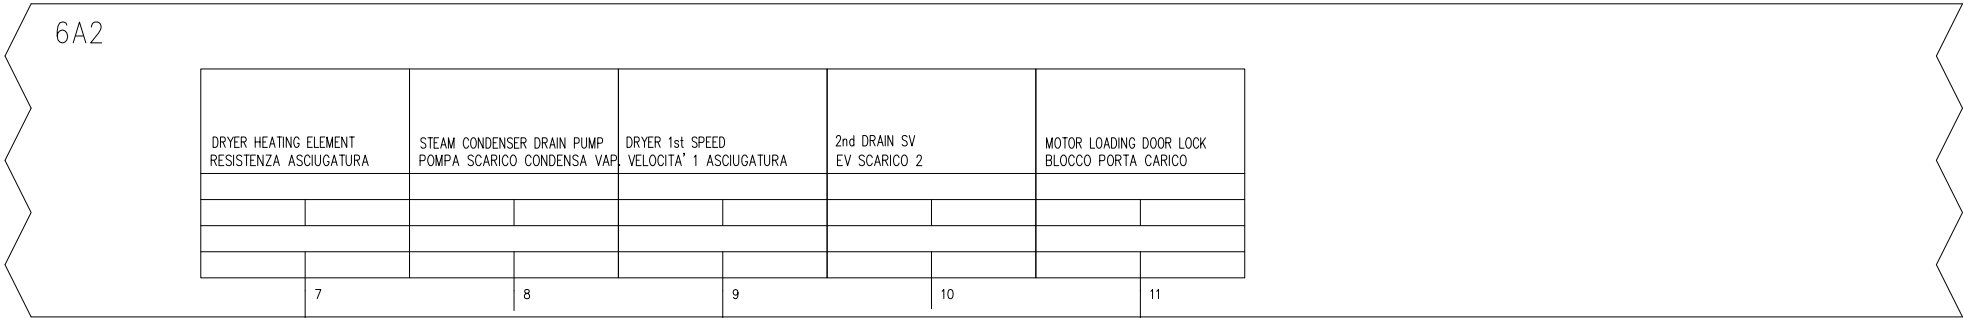 6A2
DRYER HEATING ELEMENT
RESISTENZA ASCIUGATURA
STEAM CONDENSER DRAIN PUMP
POMPA SCARICO CONDENSA VAP.
DRYER 1st SPEED
VELOCITA' 1 ASCIUGATURA
2nd DRAIN SV
EV SCARICO 2
MOTOR LOADING DOOR LOCK
BLOCCO PORTA CARICO
7
8
9
10
11